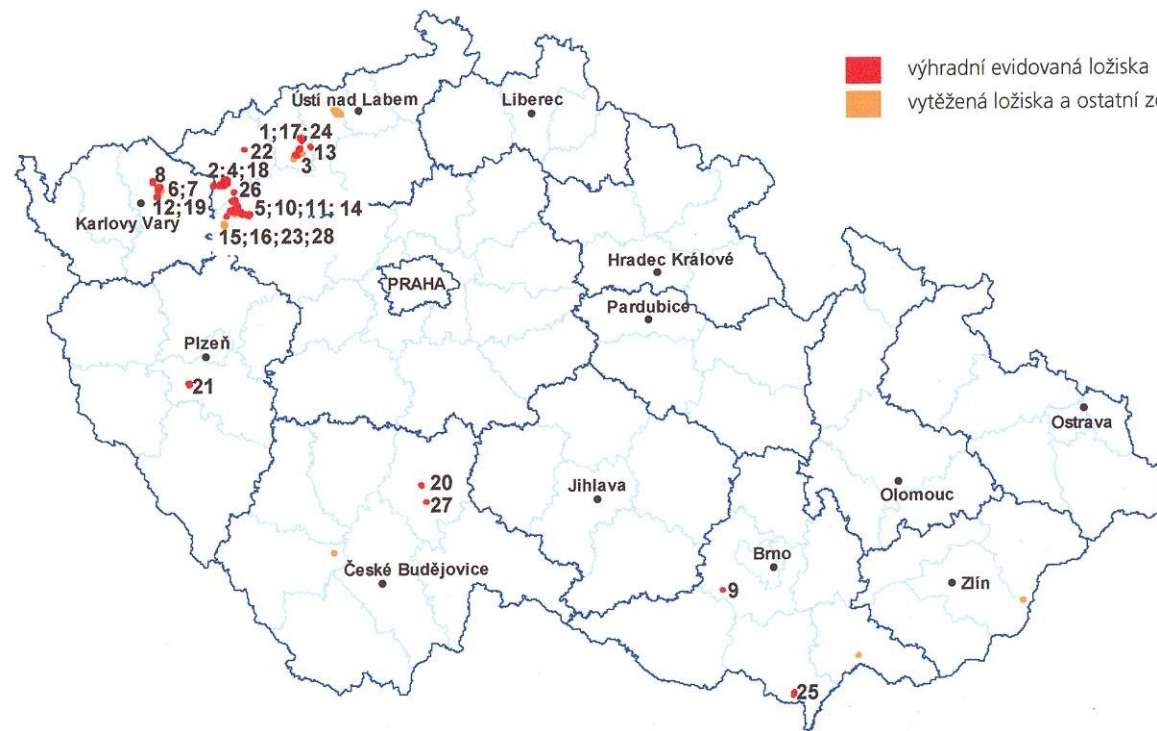 výhradní evidovaná ložiska
vytěžená ložiska a ostatní
Ústí nad Labem
Liberec
1;17;24
22
13
3
8
2;4;18
6;7
26
12;19
5;10;11; 14
Karlovy Vary
15;16;23;28
Hradec Králové
PRAHA
Pardubice
Plzeň
21
Ostrava
20
Jihlava
Olomouc
27
Brno
České Budějovice
9
Zlín
25